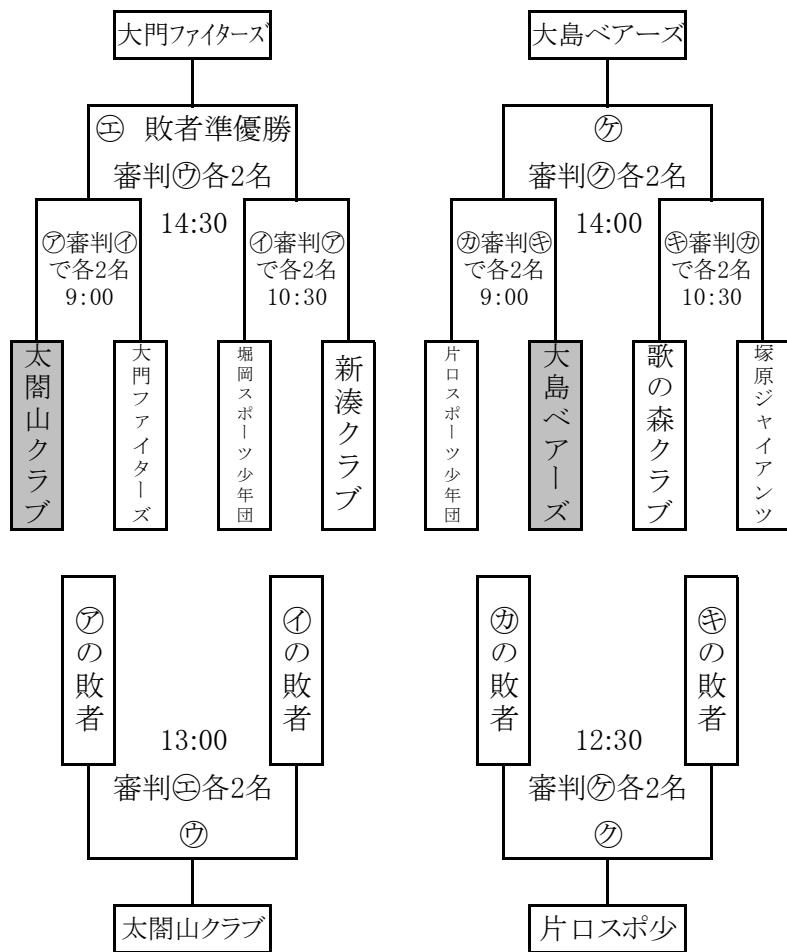 大門ファイターズ
大島ベアーズ
㋓ 敗者準優勝
審判㋒各2名
14:30
㋘
審判㋗各2名
14:00
㋐審判㋑
で各2名
9:00
㋑審判㋐
で各2名
10:30
㋕審判㋖
で各2名
9:00
㋖審判㋕
で各2名
10:30
太閤山クラブ
大門ファイターズ
堀岡スポーツ少年団
新湊クラブ
片口スポーツ少年団
大島ベアーズ
歌の森クラブ
塚原ジャイアンツ
㋐の敗者
㋑の敗者
㋕の敗者
㋖の敗者
13:00
審判㋓各2名
㋒
12:30
審判㋘各2名
㋗
太閤山クラブ
片口スポ少